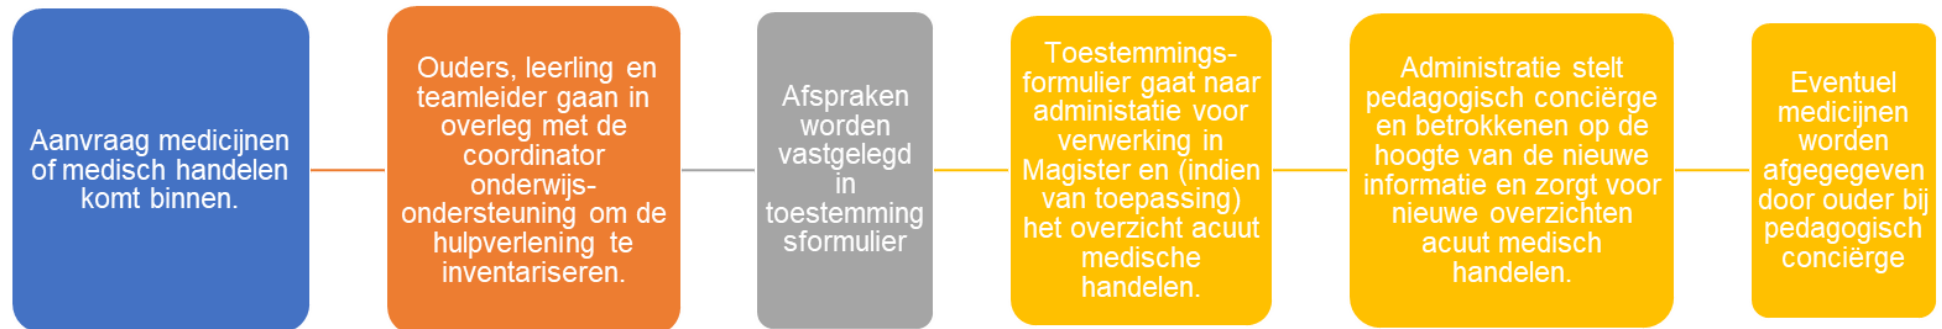 Aanvraag medicijnen
of medisch handelen
komt binnen.
Ouders, leerling en
teamleider gaan in
overleg met de
coordinator
onderwijs-
ondersteuning om de
hulpverlening te
inventariseren.
Afspraken
worden
vastgelegd
in
toestemming
sformulier
Toestemmings-
formulier gaat naar
administatie voor
verwerking in
Magister en (indien
van toepassing)
het overzicht acuut
medische
handelen.
Administratie stelt
pedagogisch conciërge
en betrokkenen op de
hoogte van de nieuwe
informatie en zorgt voor
nieuwe overzichten
acuut medisch
handelen.
Eventuel
medicijnen
worden
afgegegeven
door ouder bij
pedagogisch
conciërge